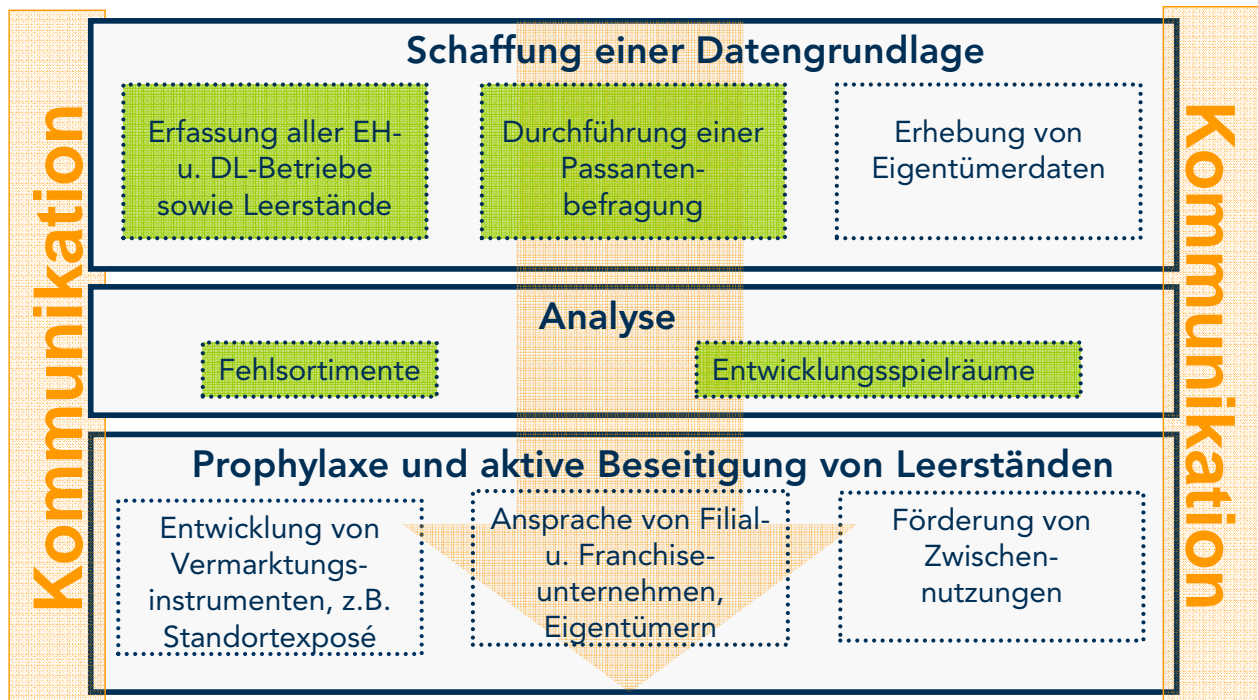 Kommunikation
Schaffung einer Datengrundlage
Erfassung aller EH-
u. DL-Betriebe
sowie Leerstände
Durchführung einer
Passanten-
befragung
Erhebung von
Eigentümerdaten
Analyse
Fehlsortimente
Entwicklungsspielräume
Prophylaxe und aktive Beseitigung von Leerständen
Entwicklung von
Vermarktungs-
instrumenten, z.B.
Standortexposé
Ansprache von Filial-
u. Franchise-
unternehmen,
Eigentümern
Förderung von
Zwischen-
nutzungen
Kommunikation